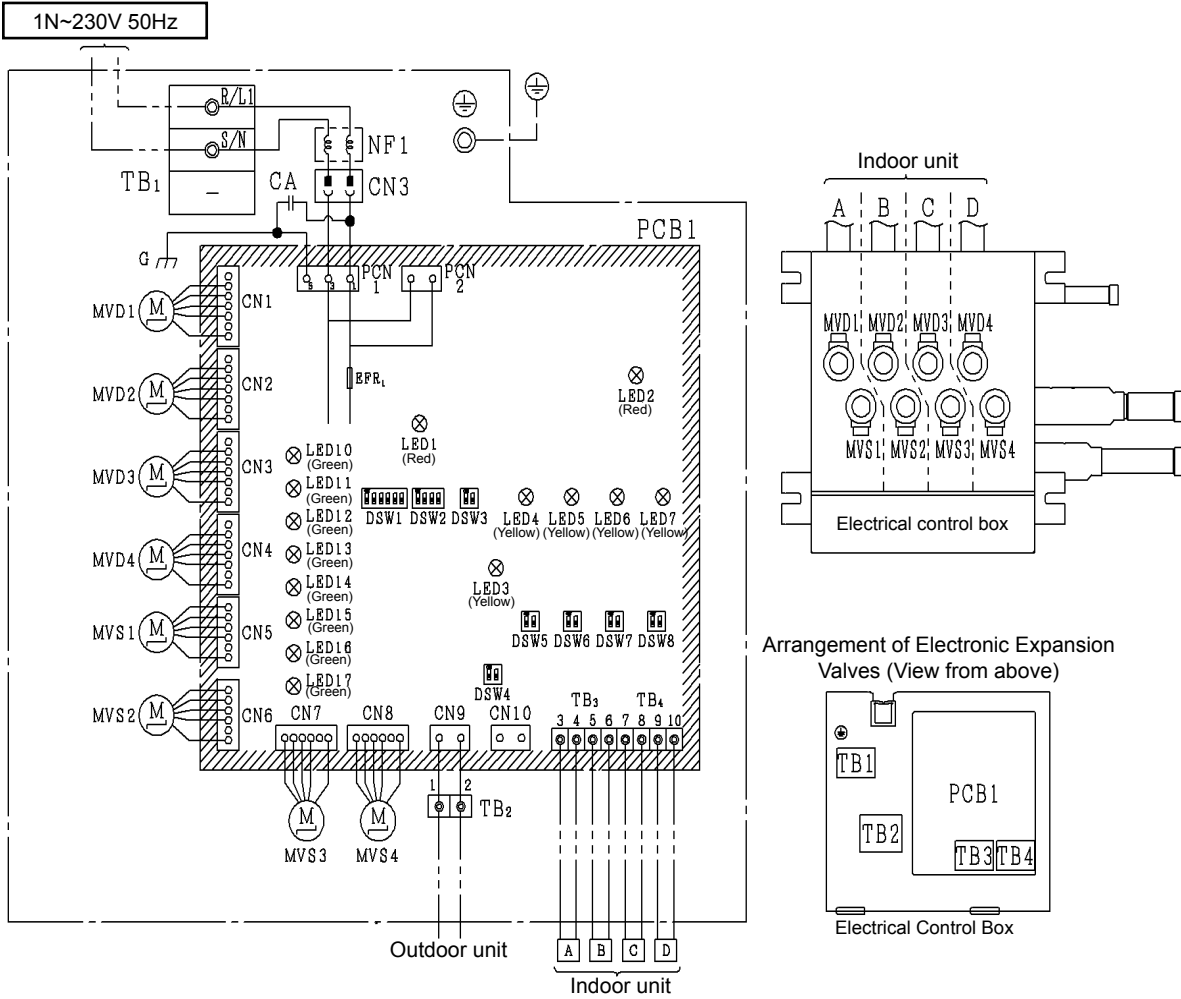 1N~230V 50Hz
R/L1
S/N
TB1
–
NF1
CA
CN3
G
PCB1
PCN 1
PCN 2
5 3 1
EFR1
MVD1
M
CN1
MVD2
M
CN2
MVD3
M
CN3
MVD4
M
CN4
MVS1
M
CN5
MVS2
M
CN6
LED1
(Red)
LED2
(Red)
LED10
(Green)
LED11
(Green)
LED12
(Green)
LED13
(Green)
LED14
(Green)
LED15
(Green)
LED16
(Green)
LED17
(Green)
DSW1 DSW2 DSW3
LED4 LED5 LED6 LED7
(Yellow) (Yellow) (Yellow) (Yellow)
LED3
(Yellow)
DSW5 DSW6 DSW7 DSW8
DSW4
CN7 CN8 CN9 CN10
TB3 TB4
3 4 5 6 7 8 9 10
1 2
TB2
M
MVS3
M
MVS4
Outdoor unit
A B C D
Indoor unit
Indoor unit
A B C D
MVD1 MVD2 MVD3 MVD4
MVS1 MVS2 MVS3 MVS4
Electrical control box
Arrangement of Electronic Expansion
Valves (View from above)
TB1
PCB1
TB2
TB3 TB4
Electrical Control Box